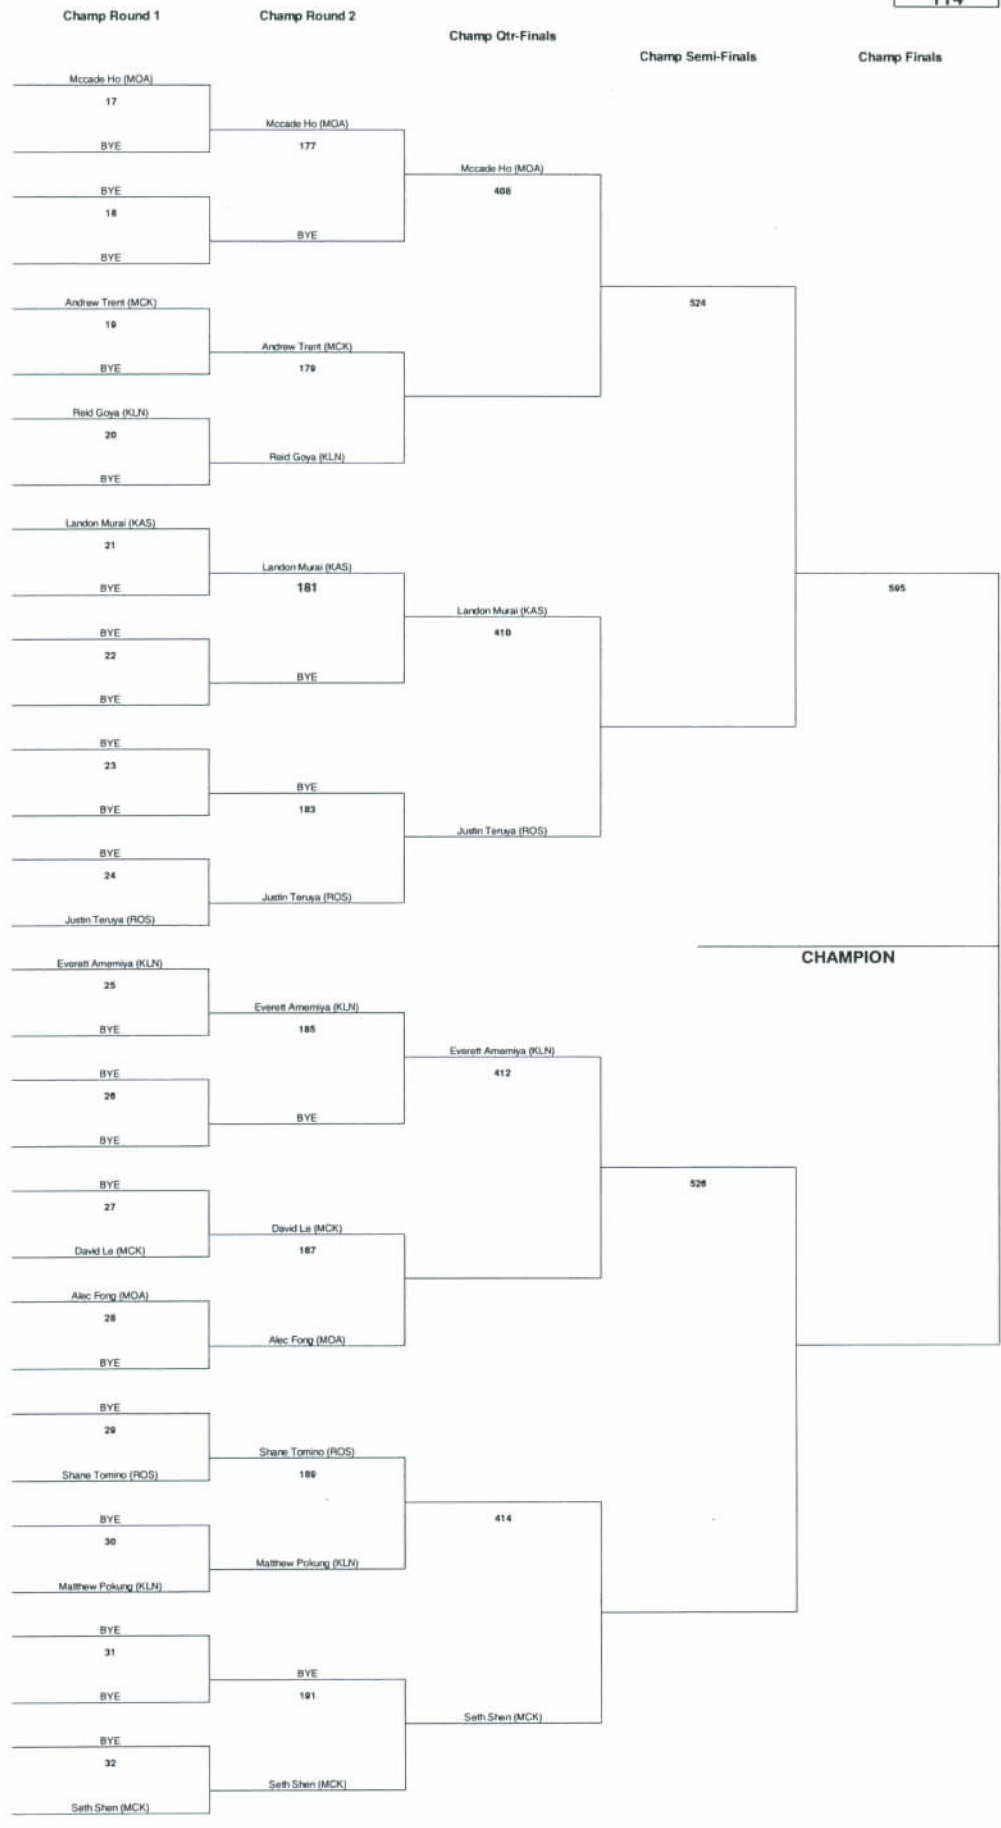 Champ Round 1
Champ Round 2
Champ Qtr-Finals
Champ Semi-Finals
Champ Finals
114
Mccade Ho (MOA)
17
BYE
BYE
18
BYE
Andrew Trent (MCK)
19
BYE
Reid Goya (KLN)
20
BYE
Landon Murai (KAS)
21
BYE
BYE
22
BYE
BYE
23
BYE
BYE
24
Justin Teruya (ROS)
Everett Amemiya (KLN)
25
BYE
BYE
26
BYE
BYE
27
David Le (MCK)
Alec Fong (MOA)
28
BYE
BYE
29
Shane Tomino (ROS)
BYE
30
Matthew Pokung (KLN)
BYE
31
BYE
BYE
32
Seth Shen (MCK)
Mccade Ho (MOA)
177
BYE
Andrew Trent (MCK)
179
Reid Goya (KLN)
Landon Murai (KAS)
181
BYE
BYE
183
Justin Teruya (ROS)
Everett Amemiya (KLN)
185
BYE
David Le (MCK)
187
Alec Fong (MOA)
Shane Tomino (ROS)
189
Matthew Pokung (KLN)
BYE
191
Seth Shen (MCK)
Mccade Ho (MOA)
408
Landon Murai (KAS)
410
Justin Teruya (ROS)
Everett Amemiya (KLN)
412
414
Seth Shen (MCK)
524
526
595
CHAMPION